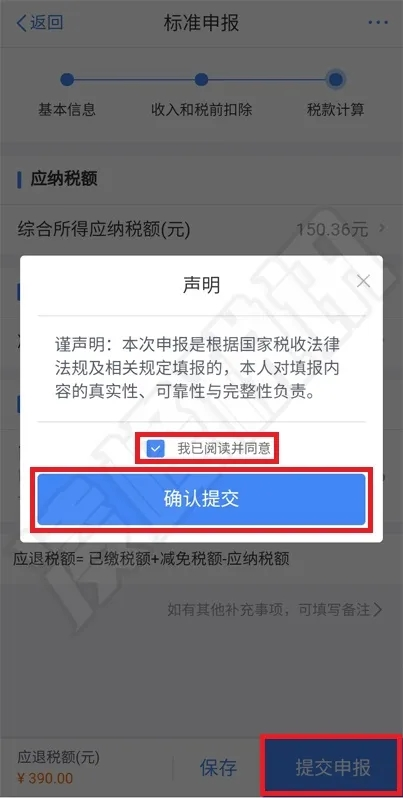 返回
标准申报
基本信息
收入和税前扣除
税款计算
应纳税额
综合所得应纳税额(元)
150.36元
声明
谨声明：本次申报是根据国家税收法律
法规及相关规定填报的，本人对填报内
容的真实性、可靠性与完整性负责。
我已阅读并同意
确认提交
应退税额= 已缴税额+减免税额-应纳税额
如有其他补充事项，可填写备注
应退税额(元)
¥ 390.00
保存
提交申报